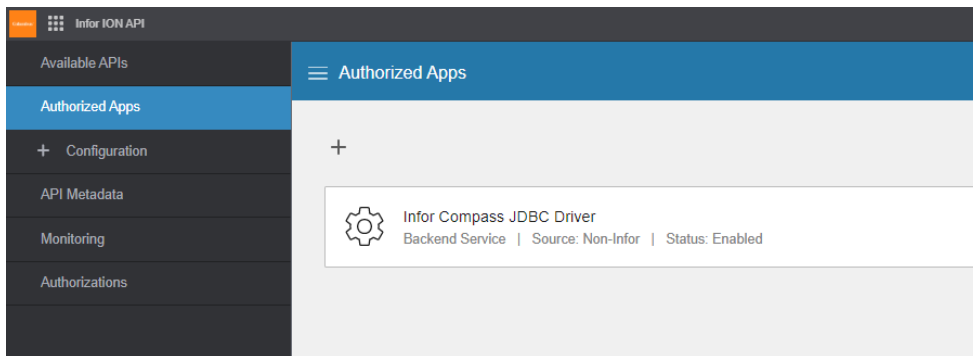 Infor ION API
Available APIs
Authorized Apps
+ Configuration
API Metadata
Monitoring
Authorizations
Authorized Apps
+
Infor Compass JDBC Driver
Backend Service | Source: Non-Infor | Status: Enabled